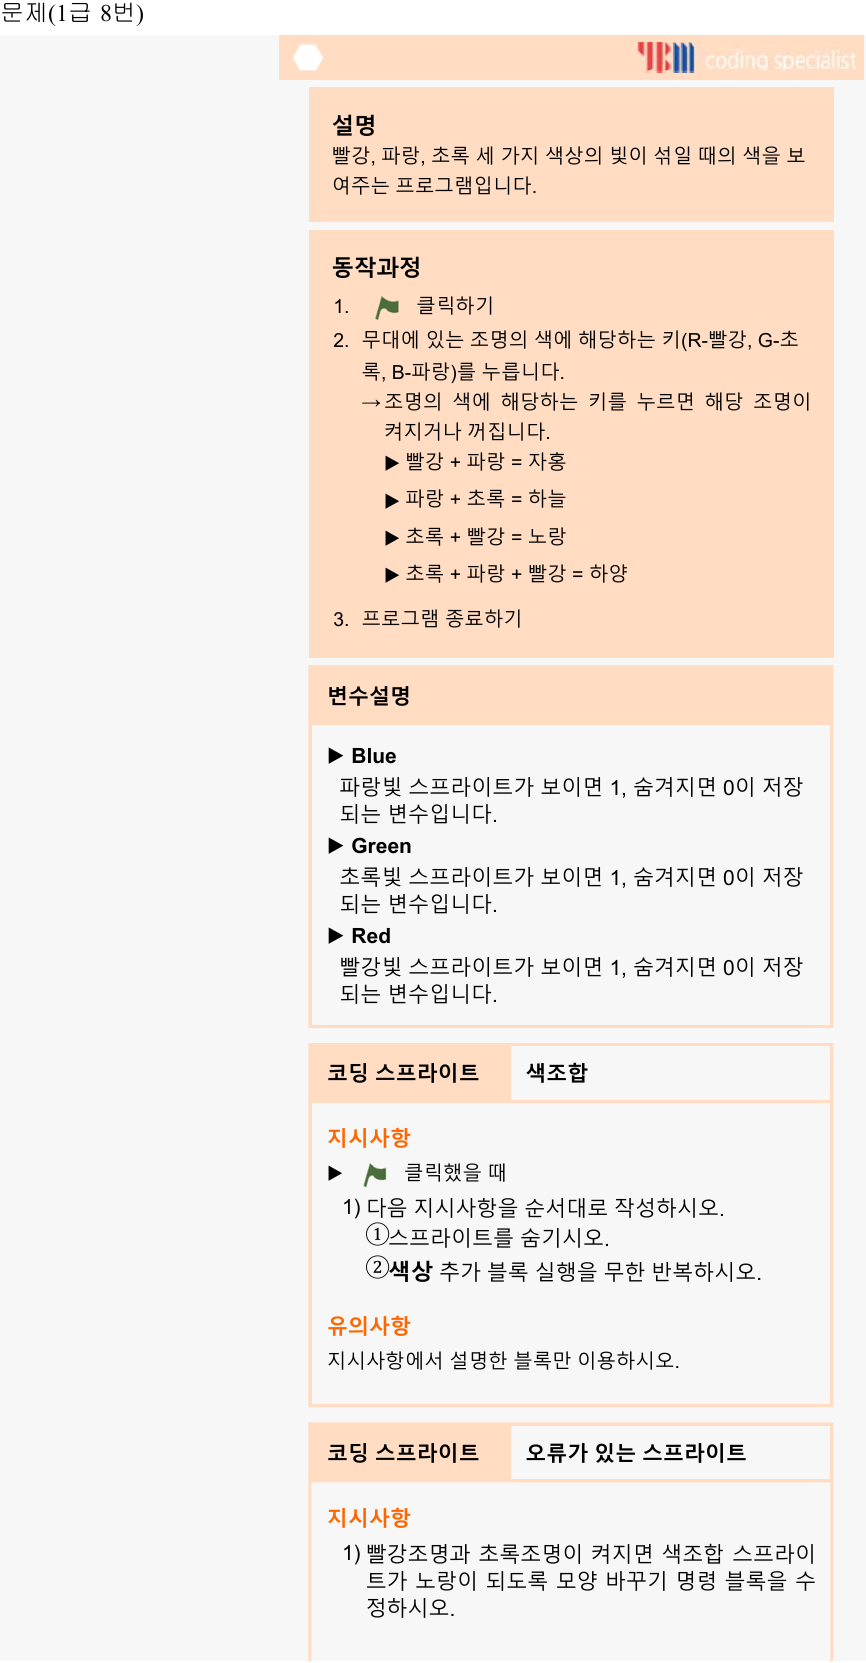 문제(1급 8번)
YBM coding specialist
설명
빨강, 파랑, 초록 세 가지 색상의 빛이 섞일 때의 색을 보
여주는 프로그램입니다.
동작과정
1. 클릭하기
2. 무대에 있는 조명의 색에 해당하는 키(R-빨강, G-초
록, B-파랑)를 누릅니다.
→조명의 색에 해당하는 키를 누르면 해당 조명이
켜지거나 꺼집니다.
▶ 빨강 + 파랑 = 자홍
▶ 파랑 + 초록 = 하늘
▶ 초록 + 빨강 = 노랑
▶ 초록 + 파랑 + 빨강 = 하양
3. 프로그램 종료하기
변수설명
▶ Blue
파랑빛 스프라이트가 보이면 1, 숨겨지면 0이 저장
되는 변수입니다.
▶ Green
초록빛 스프라이트가 보이면 1, 숨겨지면 0이 저장
되는 변수입니다.
▶ Red
빨강빛 스프라이트가 보이면 1, 숨겨지면 0이 저장
되는 변수입니다.
코딩 스프라이트 색조합
지시사항
▶ 클릭했을 때
1) 다음 지시사항을 순서대로 작성하시오.
①스프라이트를 숨기시오.
②색상 추가 블록 실행을 무한 반복하시오.
유의사항
지시사항에서 설명한 블록만 이용하시오.
코딩 스프라이트 오류가 있는 스프라이트
지시사항
1) 빨강조명과 초록조명이 켜지면 색조합 스프라이
트가 노랑이 되도록 모양 바꾸기 명령 블록을 수
정하시오.